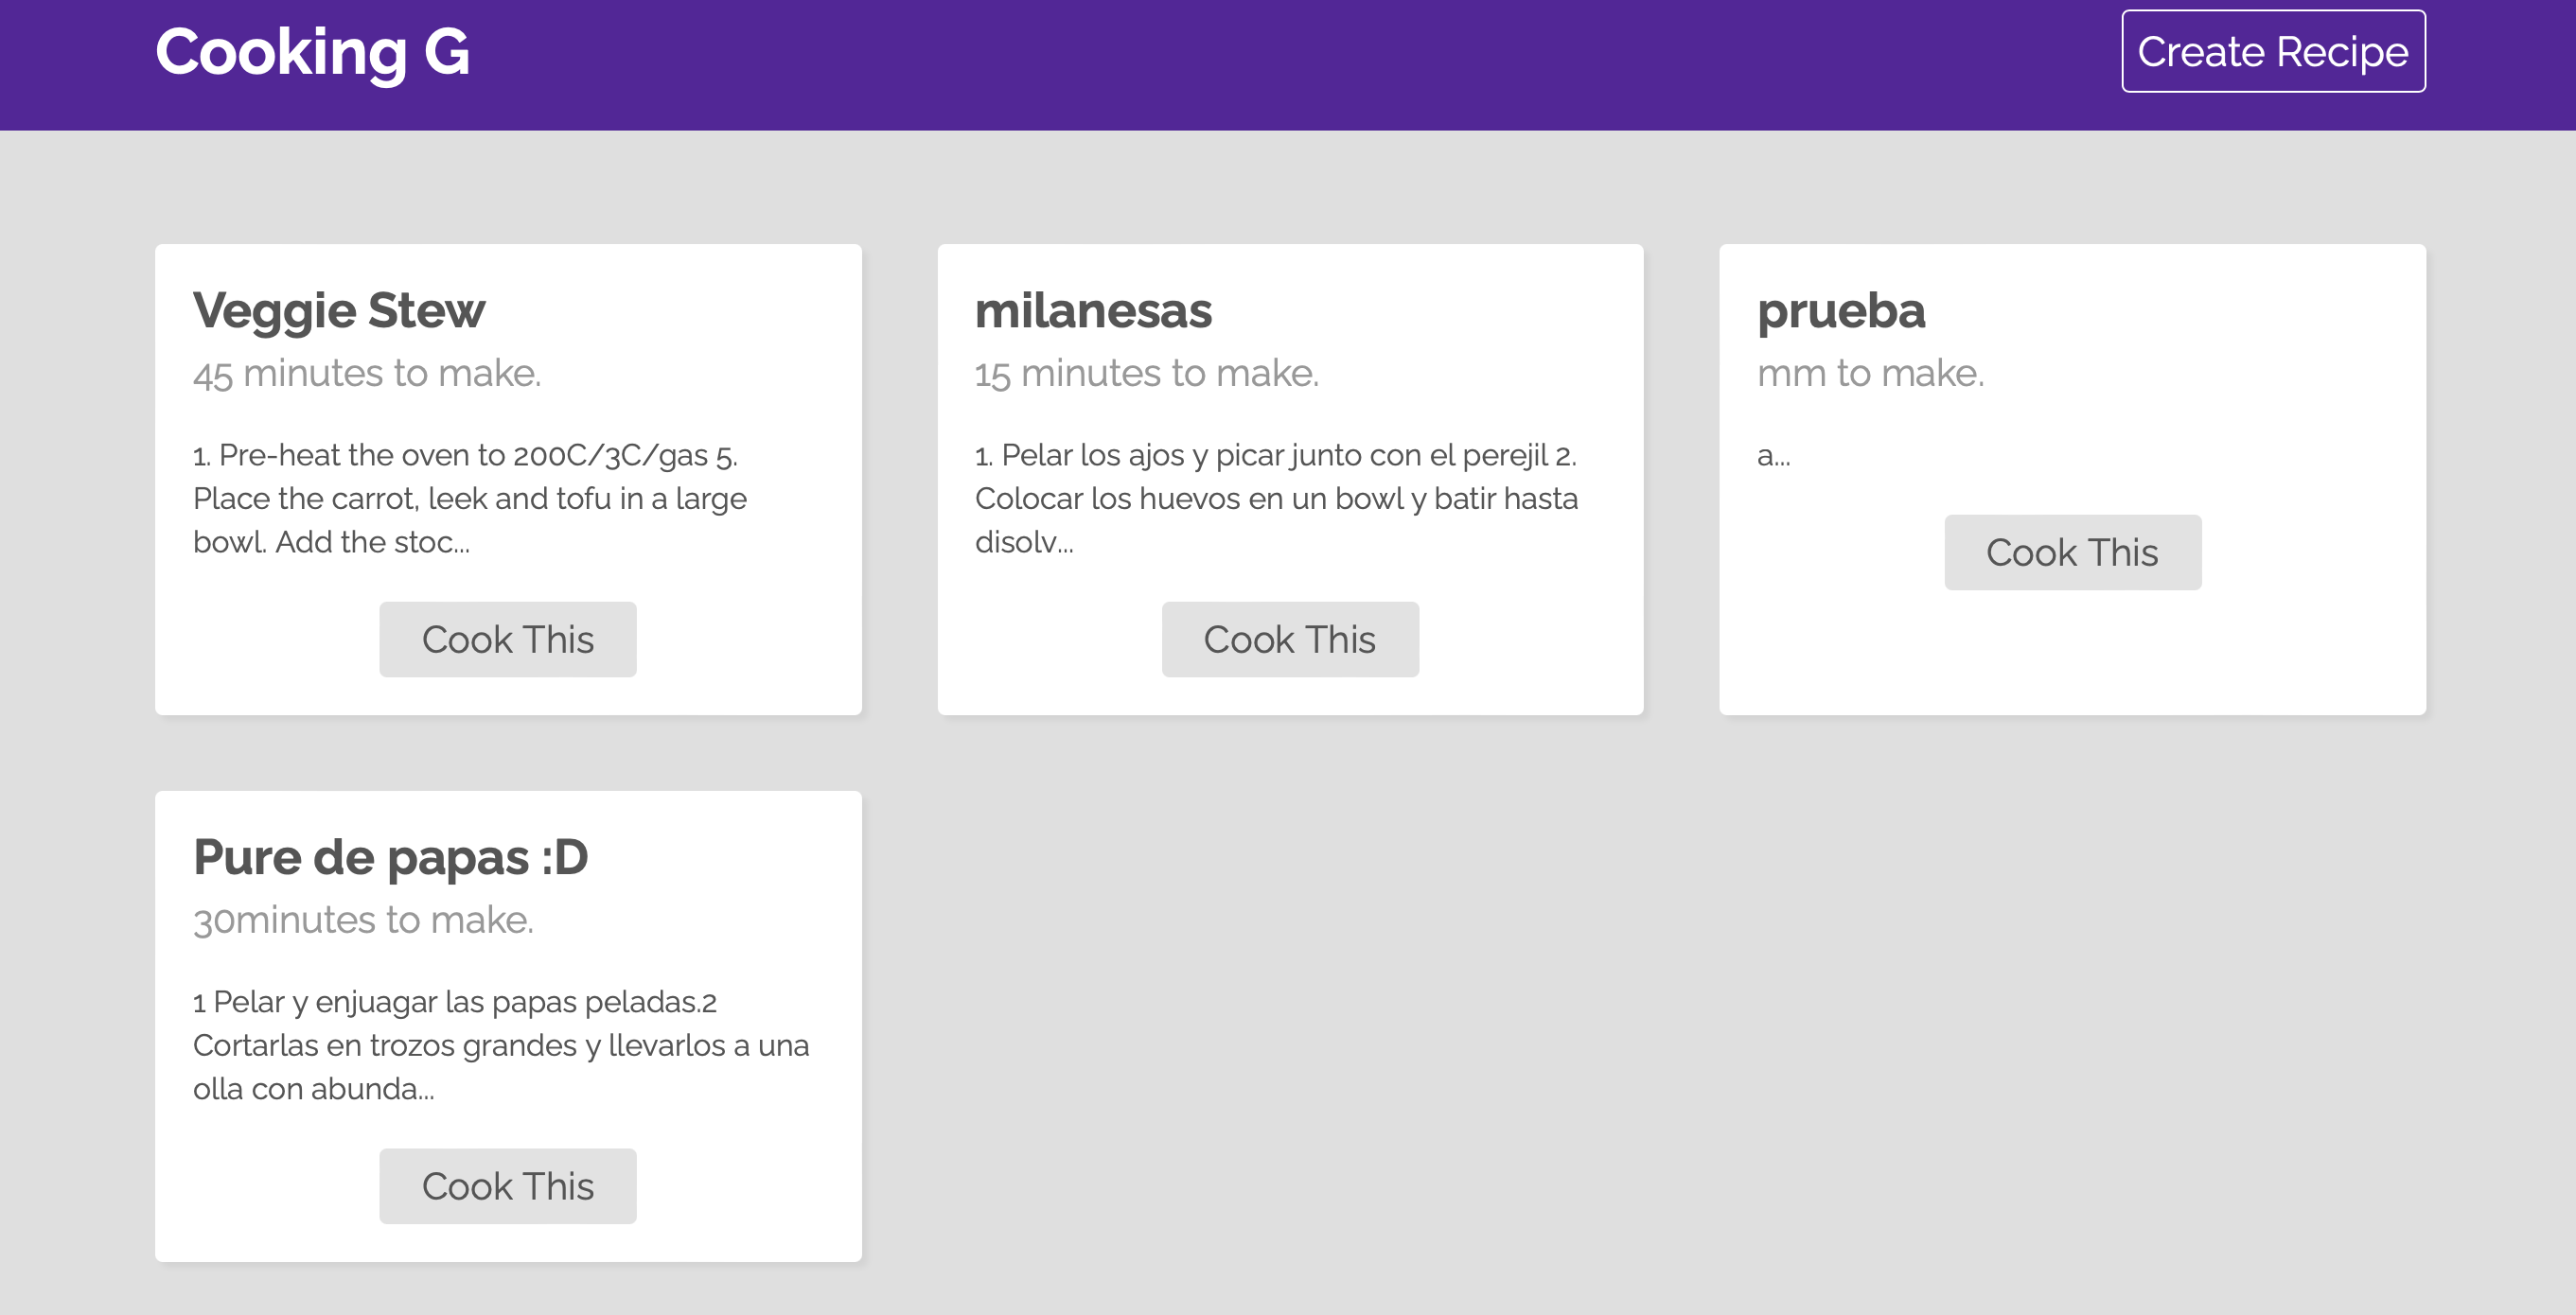 Cooking G
Create Recipe
Veggie Stew
45 minutes to make.
1. Pre-heat the oven to 200C/3C/gas 5.
Place the carrot, leek and tofu in a large
bowl. Add the stoc...
Cook This
milanesas
15 minutes to make.
1. Pelar los ajos y picar junto con el perejil 2.
Colocar los huevos en un bowl y batir hasta
disolv...
Cook This
prueba
mm to make.
a...
Cook This
Pure de papas :D
30minutes to make.
1 Pelar y enjuagar las papas peladas.2
Cortarlas en trozos grandes y llevarlos a una
olla con abunda...
Cook This